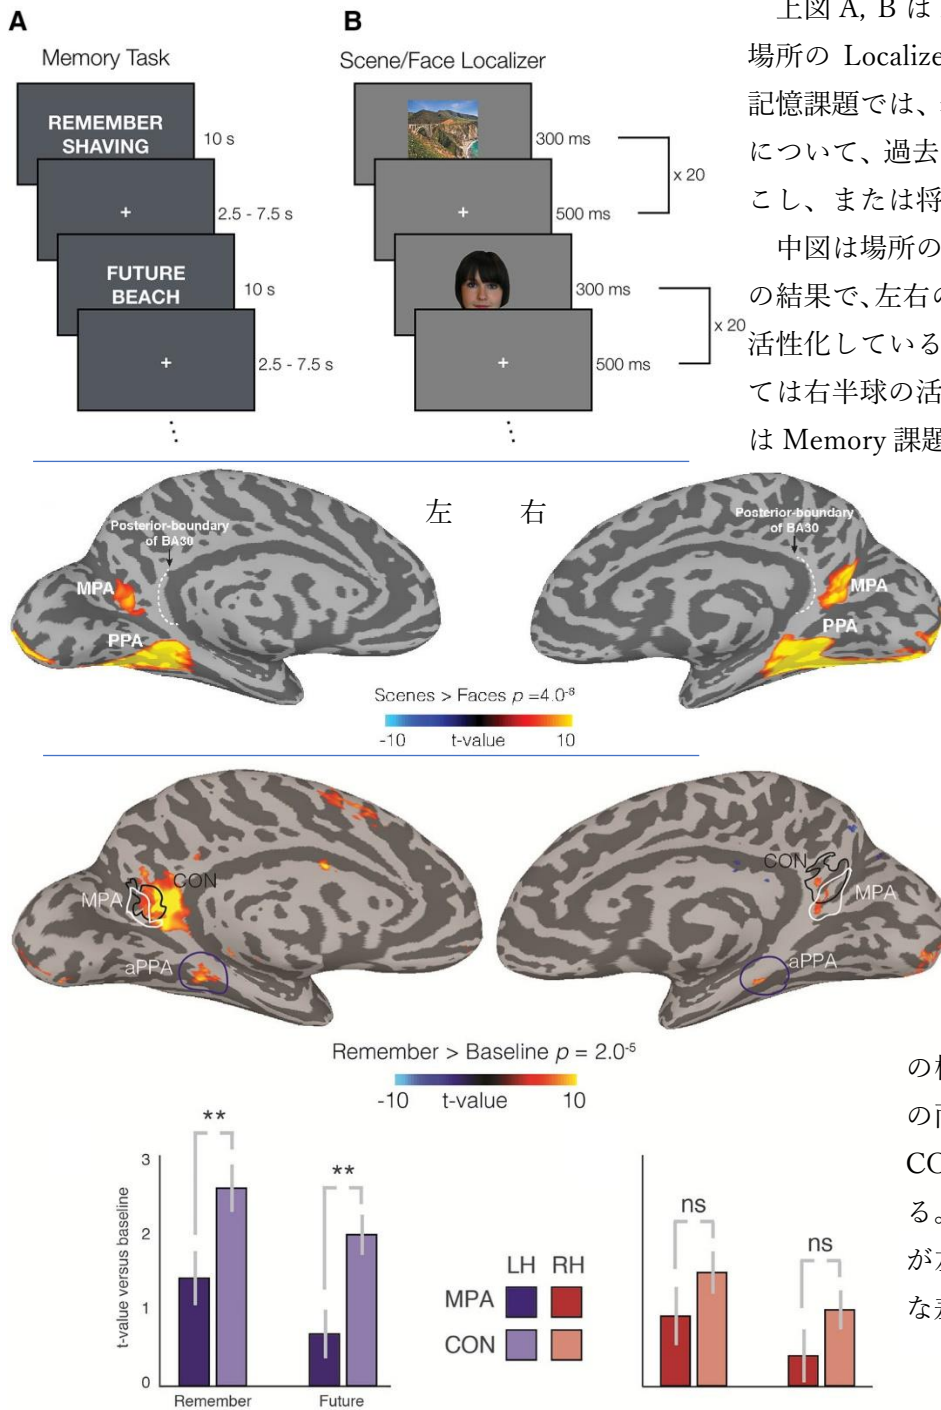 A
B
Memory Task
Scene/Face Localizer
REMEMBER
SHAVING
10 s
+
2.5 - 7.5 s
FUTURE
BEACH
10 s
+
2.5 - 7.5 s
300 ms
x 20
+
500 ms
300 ms
x 20
+
500 ms
上図 A, B は
場所の Localize
記憶課題では、
について、過去
こし、または将
中図は場所の
の結果で、左右の
活性化している
ては右半球の活
は Memory 課題
左 右
Posterior-boundary
of BA30
MPA
PPA
Posterior-boundary
of BA30
MPA
PPA
Scenes > Faces p =4.0-8
-10 t-value 10
CON
MPA
aPPA
CON
MPA
aPPA
Remember > Baseline p = 2.0-5
-10 t-value 10
の
の
CO
る。
が
な
**
**
3
2
1
0
t-value versus baseline
Remember
Future
LH RH
MPA
CON
ns
ns